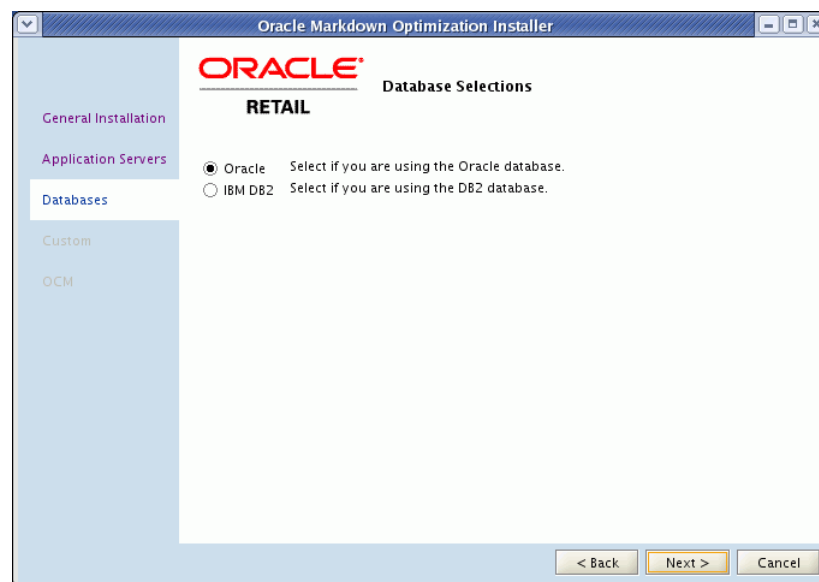 Oracle Markdown Optimization Installer
ORACLE
RETAIL
Database Selections
General Installation
Application Servers
Databases
Custom
OCM
Oracle Select if you are using the Oracle database.
IBM DB2 Select if you are using the DB2 database.
< Back Next > Cancel